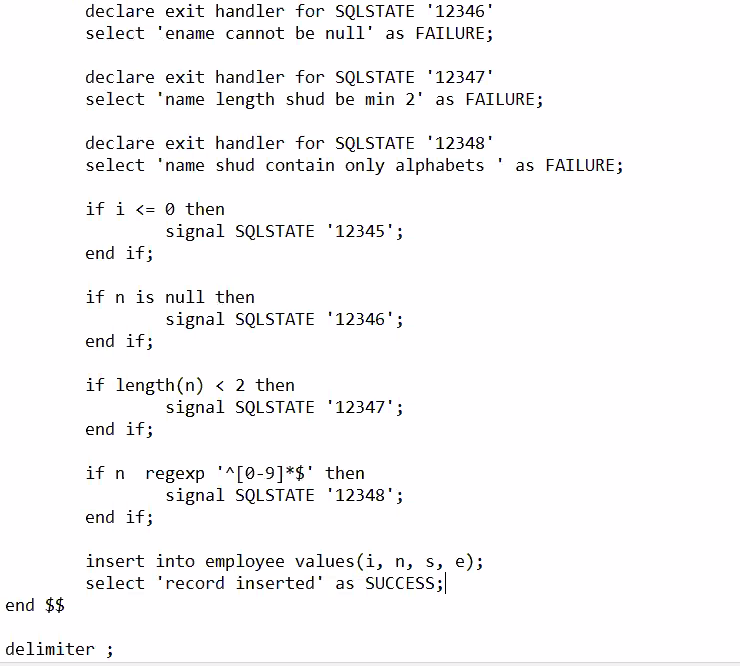 declare exit handler for SQLSTATE '12346'
select 'ename cannot be null' as FAILURE;
declare exit handler for SQLSTATE '12347'
select 'name length shud be min 2' as FAILURE;
declare exit handler for SQLSTATE '12348'
select 'name shud contain only alphabets ' as FAILURE;
if i <= 0 then
signal SQLSTATE '12345';
end if;
if n is null then
signal SQLSTATE '12346';
end if;
if length(n) < 2 then
signal SQLSTATE '12347';
end if;
if n  regexp '^[0-9]*$' then
signal SQLSTATE '12348';
end if;
insert into employee values(i, n, s, e);
select 'record inserted' as SUCCESS;
end $$
delimiter ;